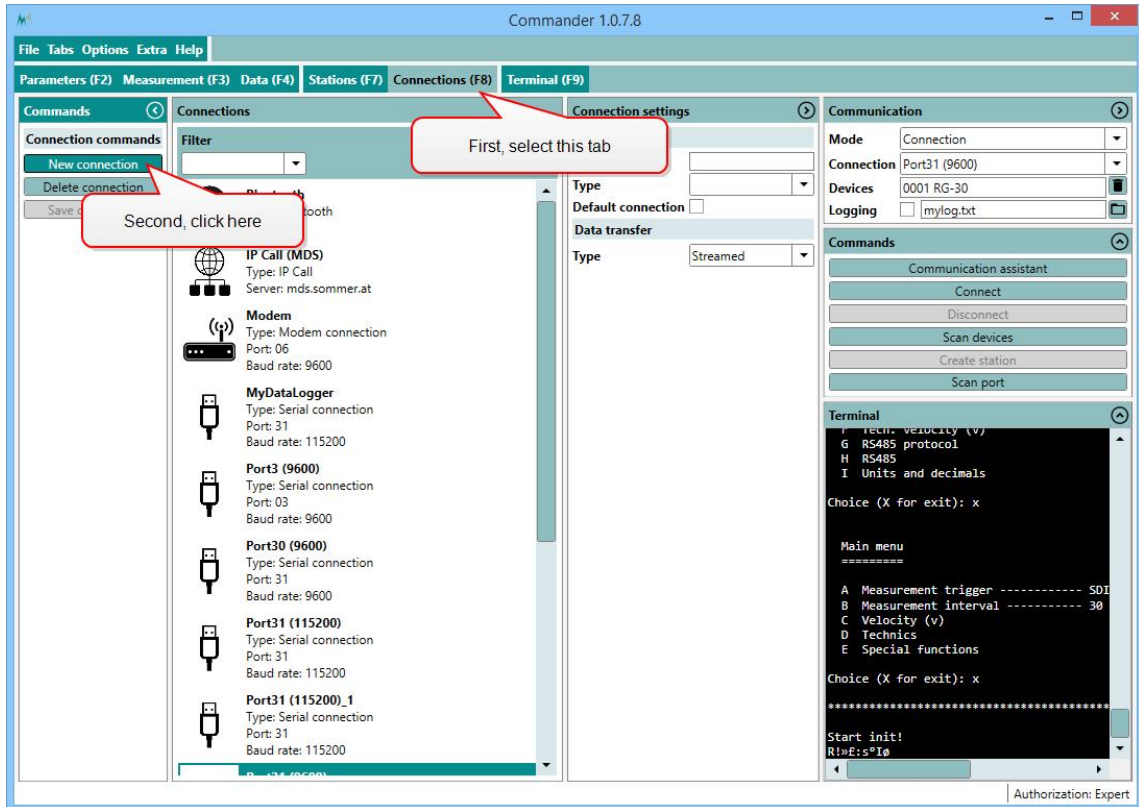 Commander 1.0.7.8
File Tabs Options Extra Help
Parameters (F2) Measurement (F3) Data (F4) Stations (F7) Connections (F8) Terminal (F9)
Commands
Connection commands
New connection
Delete connection
Save
Second, click here
Connections
Filter
First, select this tab
Bluetooth
IP Call (MDS)
Type: IP Call
Server: mds.sommer.at
Modem
Type: Modem connection
Port: 06
Baud rate: 9600
MyDataLogger
Type: Serial connection
Port: 31
Baud rate: 115200
Port3 (9600)
Type: Serial connection
Port: 03
Baud rate: 9600
Port30 (9600)
Type: Serial connection
Port: 31
Baud rate: 9600
Port31 (115200)
Type: Serial connection
Port: 31
Baud rate: 115200
Port31 (115200)_1
Type: Serial connection
Port: 31
Baud rate: 115200
Connection settings
Type
Default connection
Data transfer
Type Streamed
Communication
Mode Connection
Connection Port31 (9600)
Devices 0001 RG-30
Logging mylog.txt
Commands
Communication assistant
Connect
Disconnect
Scan devices
Create station
Scan port
Terminal
F Tech. velocity (v)
G RS485 protocol
H RS485
I Units and decimals
Choice (X for exit): x
Main menu
=========
A Measurement trigger ------------ SDI
B Measurement interval ----------- 30
C Velocity (v)
D Technics
E Special functions
Choice (X for exit): x
*****************************************
Start init!
R!»£:s°Iø
Authorization: Expert